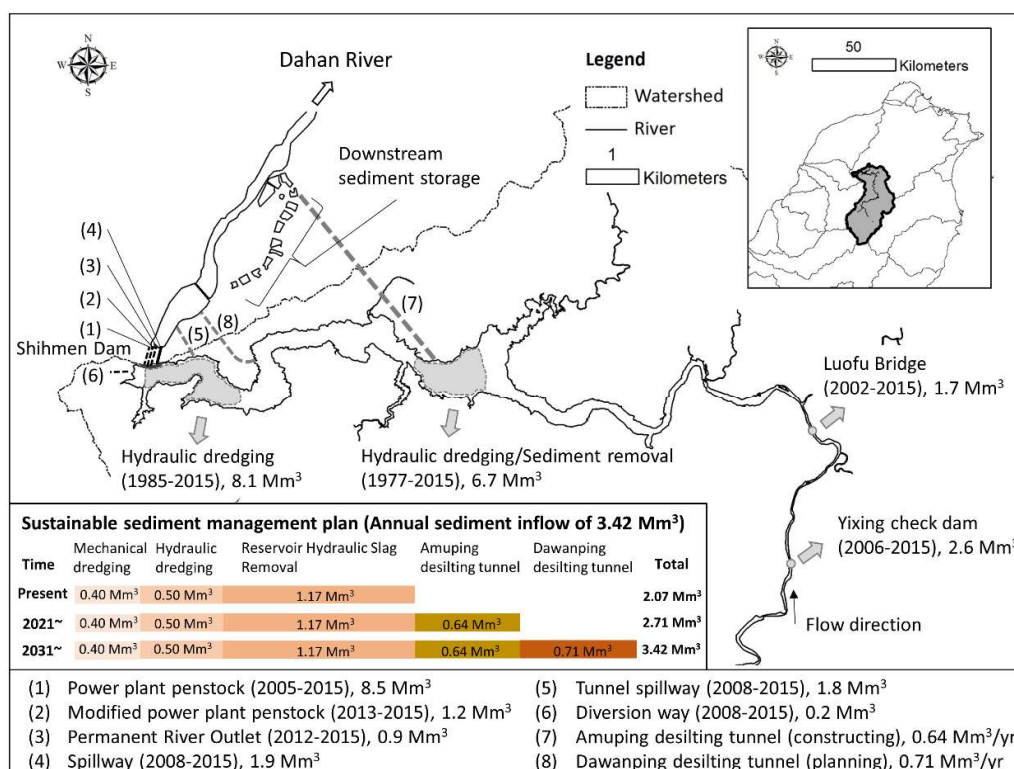 N
W E
S
Dahan River
Legend
Watershed
River
1
Kilometers
N
W E
S
50
Kilometers
Downstream
sediment storage
(4)
(3)
(2)
(1)
Shihmen Dam
(6)
(5)
(8)
(7)
Luofu Bridge
(2002-2015), 1.7 Mm³
Hydraulic dredging
(1985-2015), 8.1 Mm³
Hydraulic dredging/Sediment removal
(1977-2015), 6.7 Mm³
Yixing check dam
(2006-2015), 2.6 Mm³
Flow direction
Sustainable sediment management plan (Annual sediment inflow of 3.42 Mm³)
Time Mechanical dredging Hydraulic dredging Reservoir Hydraulic Slag Removal Amuping desilting tunnel Dawanping desilting tunnel Total
Present 0.40 Mm³ 0.50 Mm³ 1.17 Mm³ 2.07 Mm³
2021~ 0.40 Mm³ 0.50 Mm³ 1.17 Mm³ 0.64 Mm³ 2.71 Mm³
2031~ 0.40 Mm³ 0.50 Mm³ 1.17 Mm³ 0.64 Mm³ 0.71 Mm³ 3.42 Mm³
(1) Power plant penstock (2005-2015), 8.5 Mm³
(2) Modified power plant penstock (2013-2015), 1.2 Mm³
(3) Permanent River Outlet (2012-2015), 0.9 Mm³
(4) Spillway (2008-2015), 1.9 Mm³
(5) Tunnel spillway (2008-2015), 1.8 Mm³
(6) Diversion way (2008-2015), 0.2 Mm³
(7) Amuping desilting tunnel (constructing), 0.64 Mm³/yr
(8) Dawanping desilting tunnel (planning), 0.71 Mm³/yr